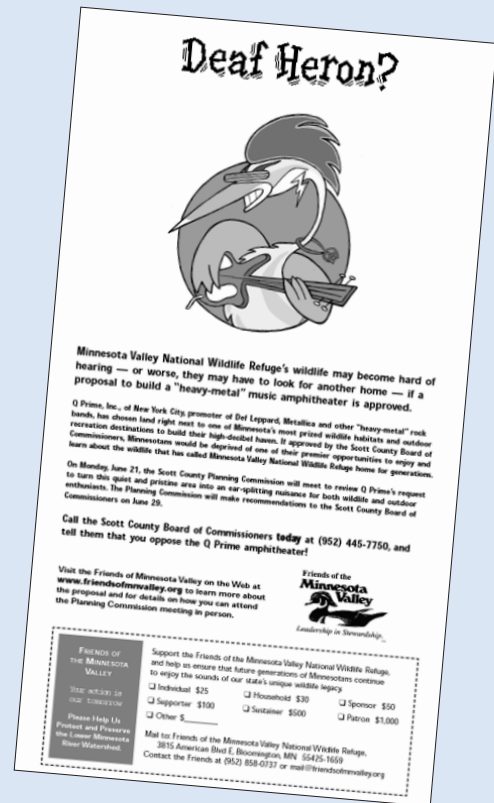 Deaf Heron?
Minnesota Valley National Wildlife Refuge's wildlife may become hard of
hearing — or worse, they may have to look for another home — if a
proposal to build a "heavy-metal" music amphitheater is approved.
Q Prime, Inc., of New York City, promoter of Def Leppard, Metallica and other "heavy-metal" rock
bands, has chosen land right next to one of Minnesota's most prized wildlife habitats and outdoor
recreation destinations to build their high-decibel haven. If approved by the Scott County Board of
Commissioners, Minnesotans would be deprived of one of their premier opportunities to enjoy and
learn about the wildlife that has called Minnesota Valley National Wildlife Refuge home for generations.
On Monday, June 21, the Scott County Planning Commission will meet to review Q Prime's request
to turn this quiet and pristine area into an ear-splitting nuisance for both wildlife and outdoor
enthusiasts. The Planning Commission will make recommendations to the Scott County Board of
Commissioners on June 29.
Call the Scott County Board of Commissioners today at (952) 445-7750, and
tell them that you oppose the Q Prime amphitheater!
Visit the Friends of Minnesota Valley on the Web at
www.friendsofmnvalley.org to learn more about
the proposal and for details on how you can attend
the Planning Commission meeting in person.
Friends of the
Minnesota
Valley
Leadership in Stewardship
FRIENDS OF
THE MINNESOTA
VALLEY
Your action is
our tomorrow
Please Help Us
Protect and Preserve
the Lower Minnesota
River Watershed.
Support the Friends of the Minnesota Valley National Wildlife Refuge,
and help us ensure that future generations of Minnesotans continue
to enjoy the sounds of our state's unique wildlife legacy.
❑ Individual $25 ❑ Household $30 ❑ Sponsor $50
❑ Supporter $100 ❑ Sustainer $500 ❑ Patron $1,000
❑ Other $______
Mail to: Friends of the Minnesota Valley National Wildlife Refuge,
3815 American Blvd E, Bloomington, MN 55425-1659
Contact the Friends at (952) 858-0737 or mail@friendsofmnvalley.org